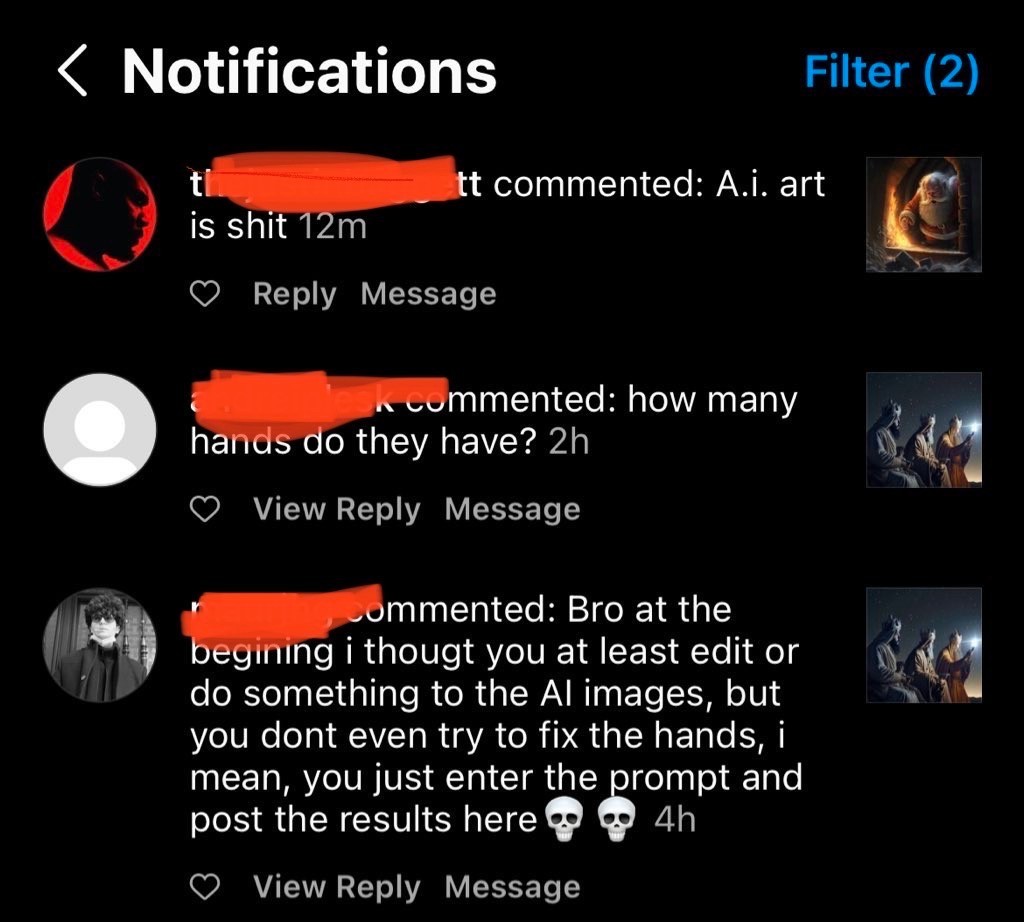 Notifications
Filter (2)
tt commented: A.i. art
is shit 12m
Reply Message
commented: how many
hands do they have? 2h
View Reply Message
commented: Bro at the
begining i thougt you at least edit or
do something to the AI images, but
you dont even try to fix the hands, i
mean, you just enter the prompt and
post the results here💀💀 4h
View Reply Message